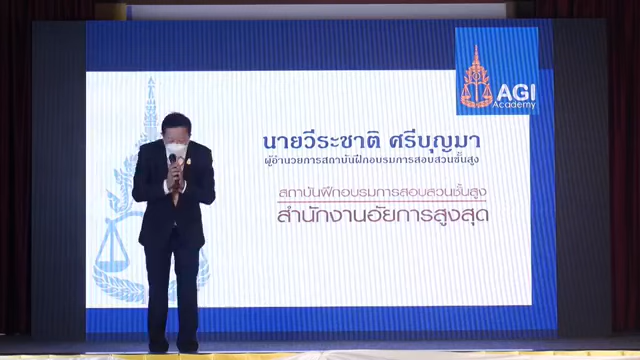 AGI
Academy
นายวีระชาติ ศรีบุญมา
ผู้อำนวยการสถาบันฝึกอบรมการสอบสวนชั้นสูง
สถาบันฝึกอบรมการสอบสวนชั้นสูง
สำนักงานอัยการสูงสุด